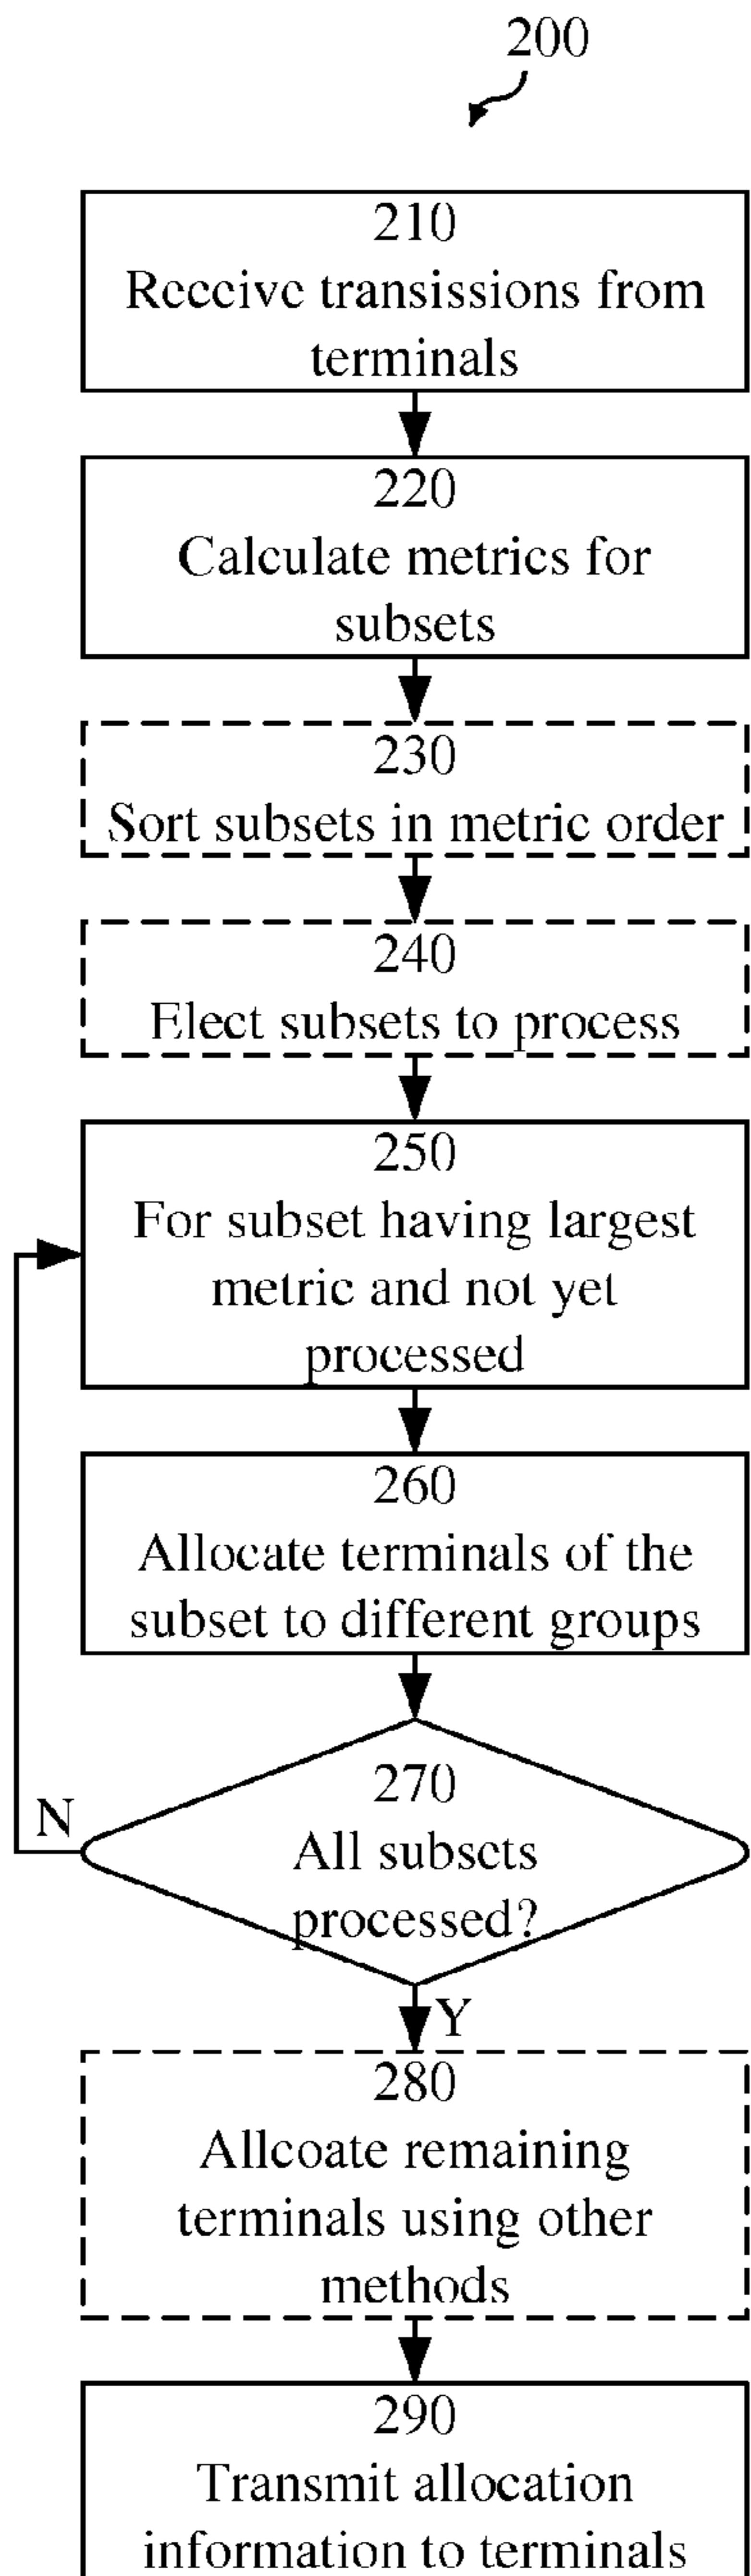 200
210
Receive transissions from
terminals
220
Calculate metrics for
subsets
230
Sort subsets in metric order
240
Elect subsets to process
250
For subset having largest
metric and not yet
processed
260
Allocate terminals of the
subset to different groups
270
All subsets
processed?
N
Y
280
Allcoate remaining
terminals using other
methods
290
Transmit allocation
information to terminals